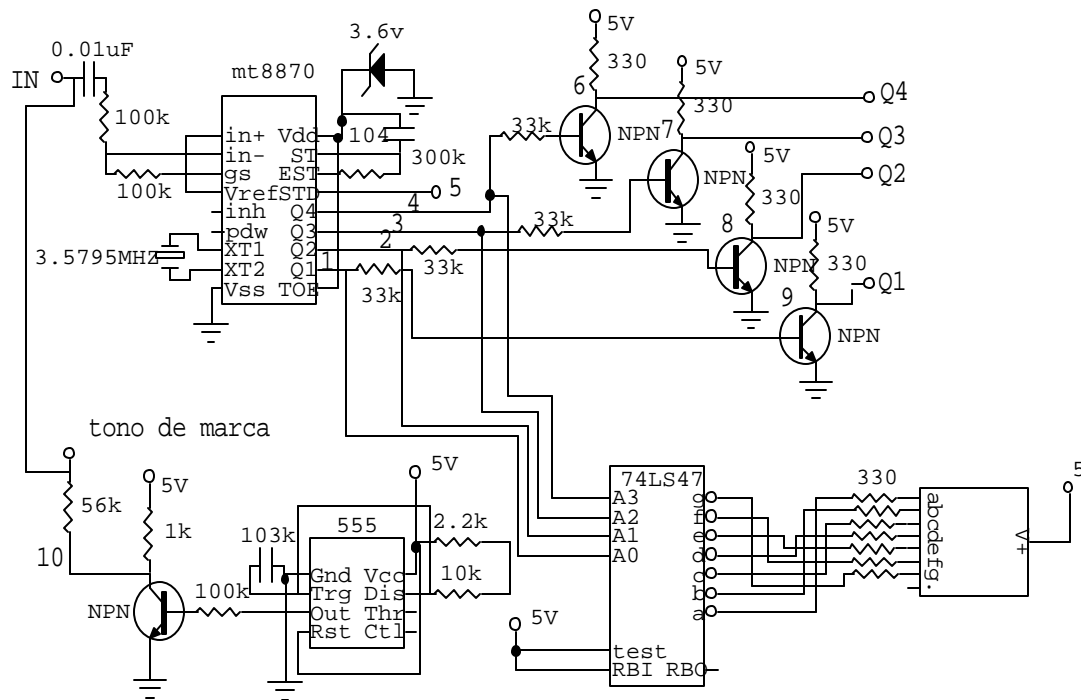 0.01uF
IN
100k
100k
3.5795MHZ
mt8870
in+
in-
gs
Vref
inh
pdw
XT1
XT2
Vss
Vdd
ST
EST
STD
Q4
Q3
Q2
Q1
TOE
3.6v
104
300k
5
4
3
2
1
33k
33k
33k
33k
5V
330
6
NPN
Q4
5V
330
7
NPN
Q3
5V
330
8
NPN
Q2
5V
330
9
NPN
Q1
tono de marca
56k
10
5V
1k
NPN
100k
103k
555
Gnd
Trg
Out
Rst
Vcc
Dis
Thr
Ctl
5V
2.2k
10k
74LS47
A3
A2
A1
A0
test
RBI
RBO
g
f
e
d
c
b
a
5V
330
abcdefg.
V+
5